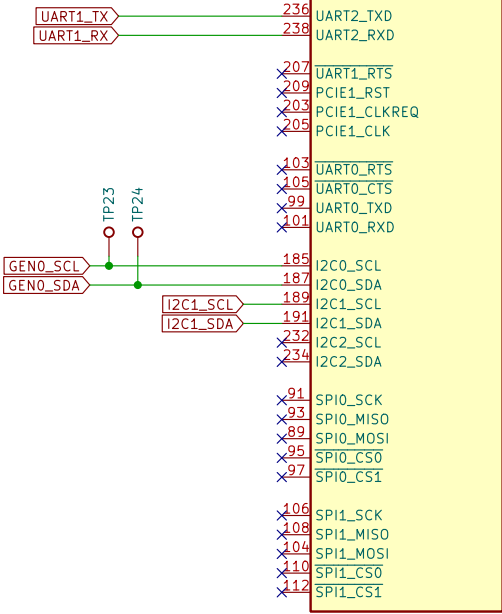 UART1_TX 236 UART2_TXD
UART1_RX 238 UART2_RXD
207 UART1_RTS
209 PCIE1_RST
203 PCIE1_CLKREQ
205 PCIE1_CLK
103 UART0_RTS
105 UART0_CTS
99 UART0_TXD
101 UART0_RXD
TP23 TP24
GEN0_SCL 185 I2C0_SCL
GEN0_SDA 187 I2C0_SDA
I2C1_SCL 189 I2C1_SCL
I2C1_SDA 191 I2C1_SDA
232 I2C2_SCL
234 I2C2_SDA
91 SPI0_SCK
93 SPI0_MISO
89 SPI0_MOSI
95 SPI0_CS0
97 SPI0_CS1
106 SPI1_SCK
108 SPI1_MISO
104 SPI1_MOSI
110 SPI1_CS0
112 SPI1_CS1